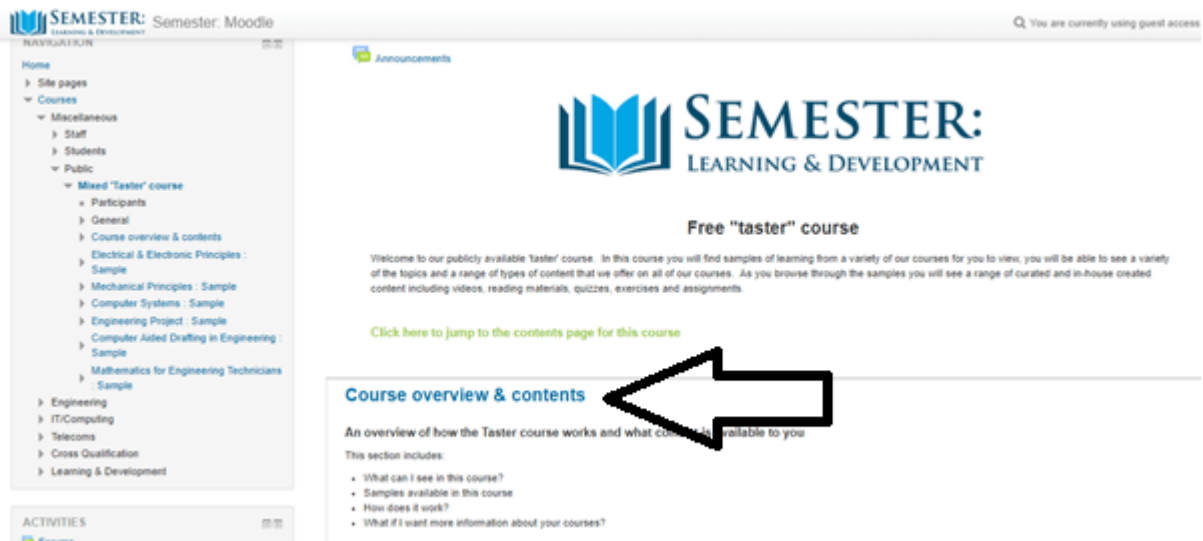 SEMESTER:
LEARNING & DEVELOPMENT
Semester: Moodle
You are currently using guest access
NAVIGATION
Home
Site pages
Courses
Miscellaneous
Staff
Students
Public
Mixed 'Taster' course
Participants
General
Course overview & contents
Electrical & Electronic Principles :
Sample
Mechanical Principles : Sample
Computer Systems : Sample
Engineering Project : Sample
Computer Aided Drafting in Engineering :
Sample
Mathematics for Engineering Technicians
: Sample
Engineering
IT/Computing
Telecoms
Cross Qualification
Learning & Development
ACTIVITIES
Forums
Announcements
SEMESTER:
LEARNING & DEVELOPMENT
Free "taster" course
Welcome to our publicly available 'taster' course. In this course you will find samples of learning from a variety of our courses for you to view, you will be able to see a variety
of the topics and a range of types of content that we offer on all of our courses. As you browse through the samples you will see a range of curated and in-house created
content including videos, reading materials, quizzes, exercises and assignments.
Click here to jump to the contents page for this course
Course overview & contents
An overview of how the Taster course works and what is available to you
This section includes:
What can I see in this course?
Samples available in this course
How does it work?
What if I want more information about your courses?